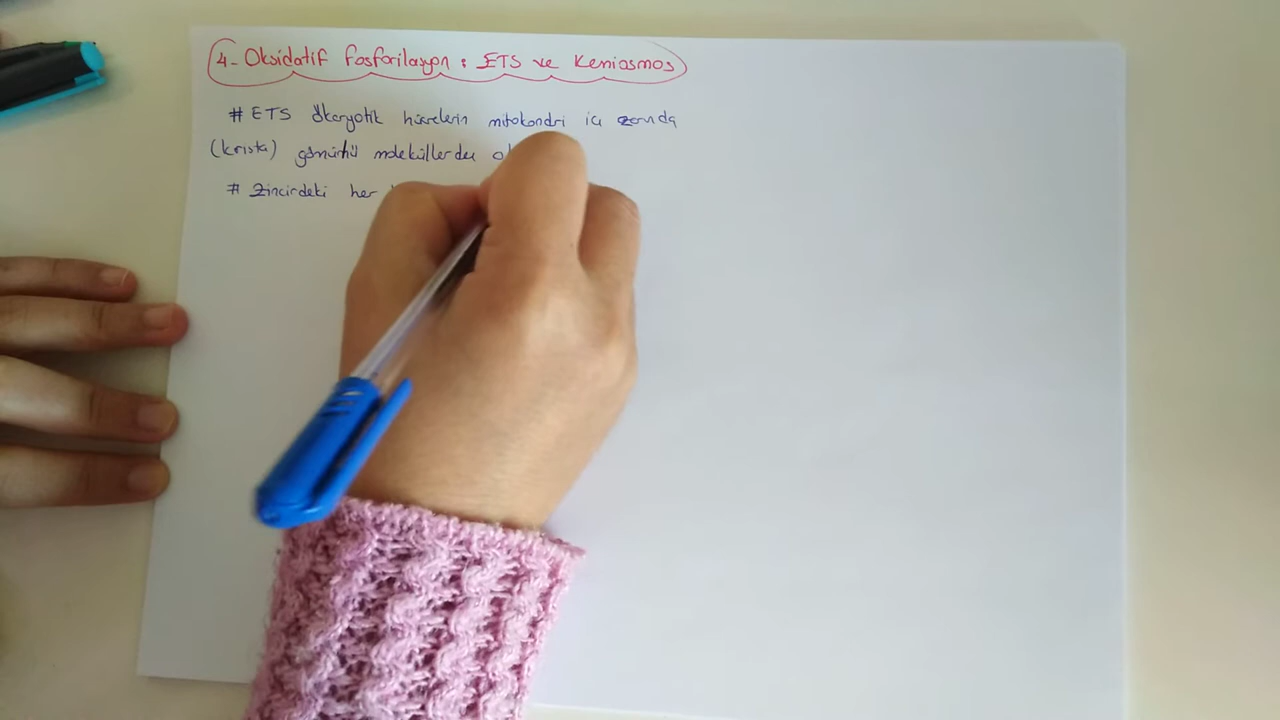 4- Oksidatif fosforilasyon : ETS ve Kemiosmos
# ETS ökaryotik hücrelerin mitokondri iç zarında
(krista) gömülü moleküllerden
# Zincirdeki her